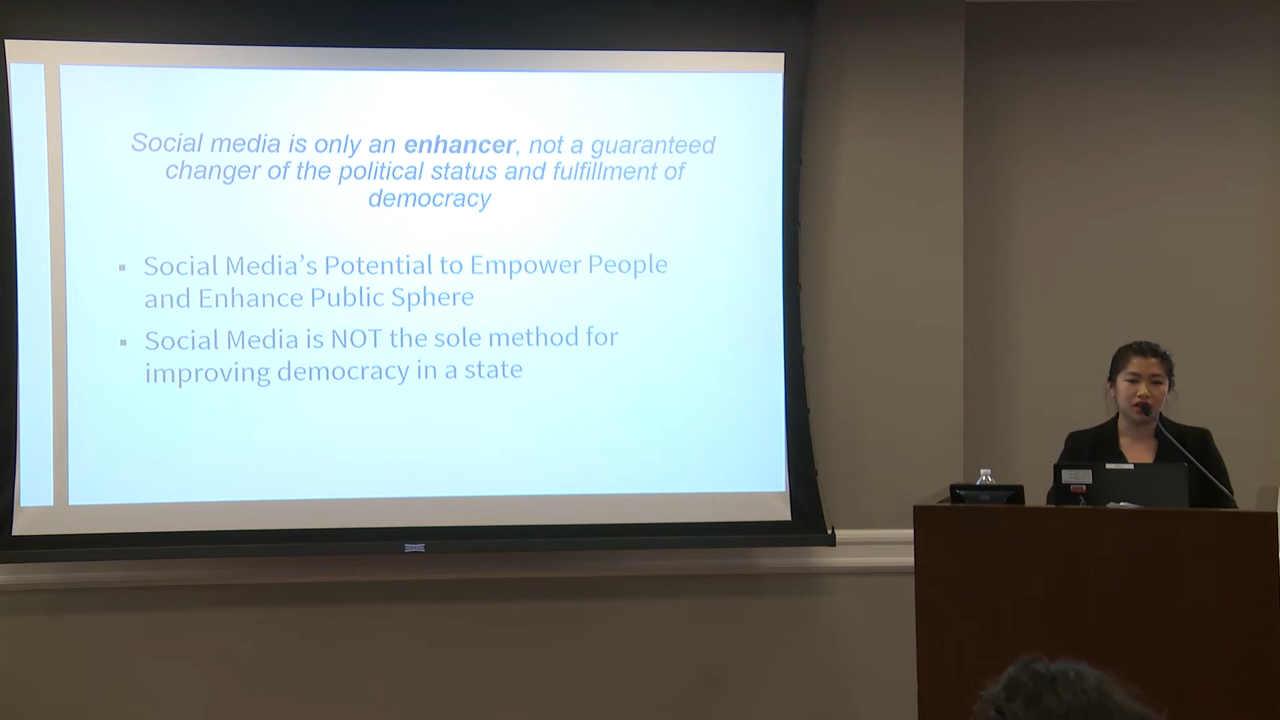 Social media is only an enhancer, not a guaranteed
changer of the political status and fulfillment of
democracy
▪ Social Media's Potential to Empower People
and Enhance Public Sphere
▪ Social Media is NOT the sole method for
improving democracy in a state